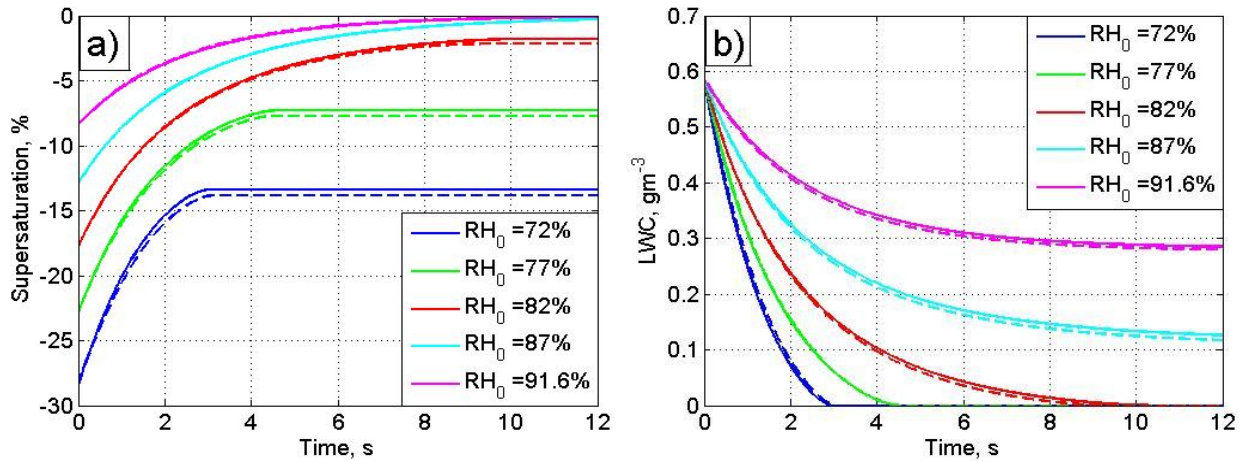 a)
Supersaturation, %
0
-5
-10
-15
-20
-25
-30
0 2 4 6 8 10 12
Time, s
RH0 =72%
RH0 =77%
RH0 =82%
RH0 =87%
RH0 =91.6%
b)
LWC, gm-3
0.7
0.6
0.5
0.4
0.3
0.2
0.1
0
0 2 4 6 8 10 12
Time, s
RH0 =72%
RH0 =77%
RH0 =82%
RH0 =87%
RH0 =91.6%